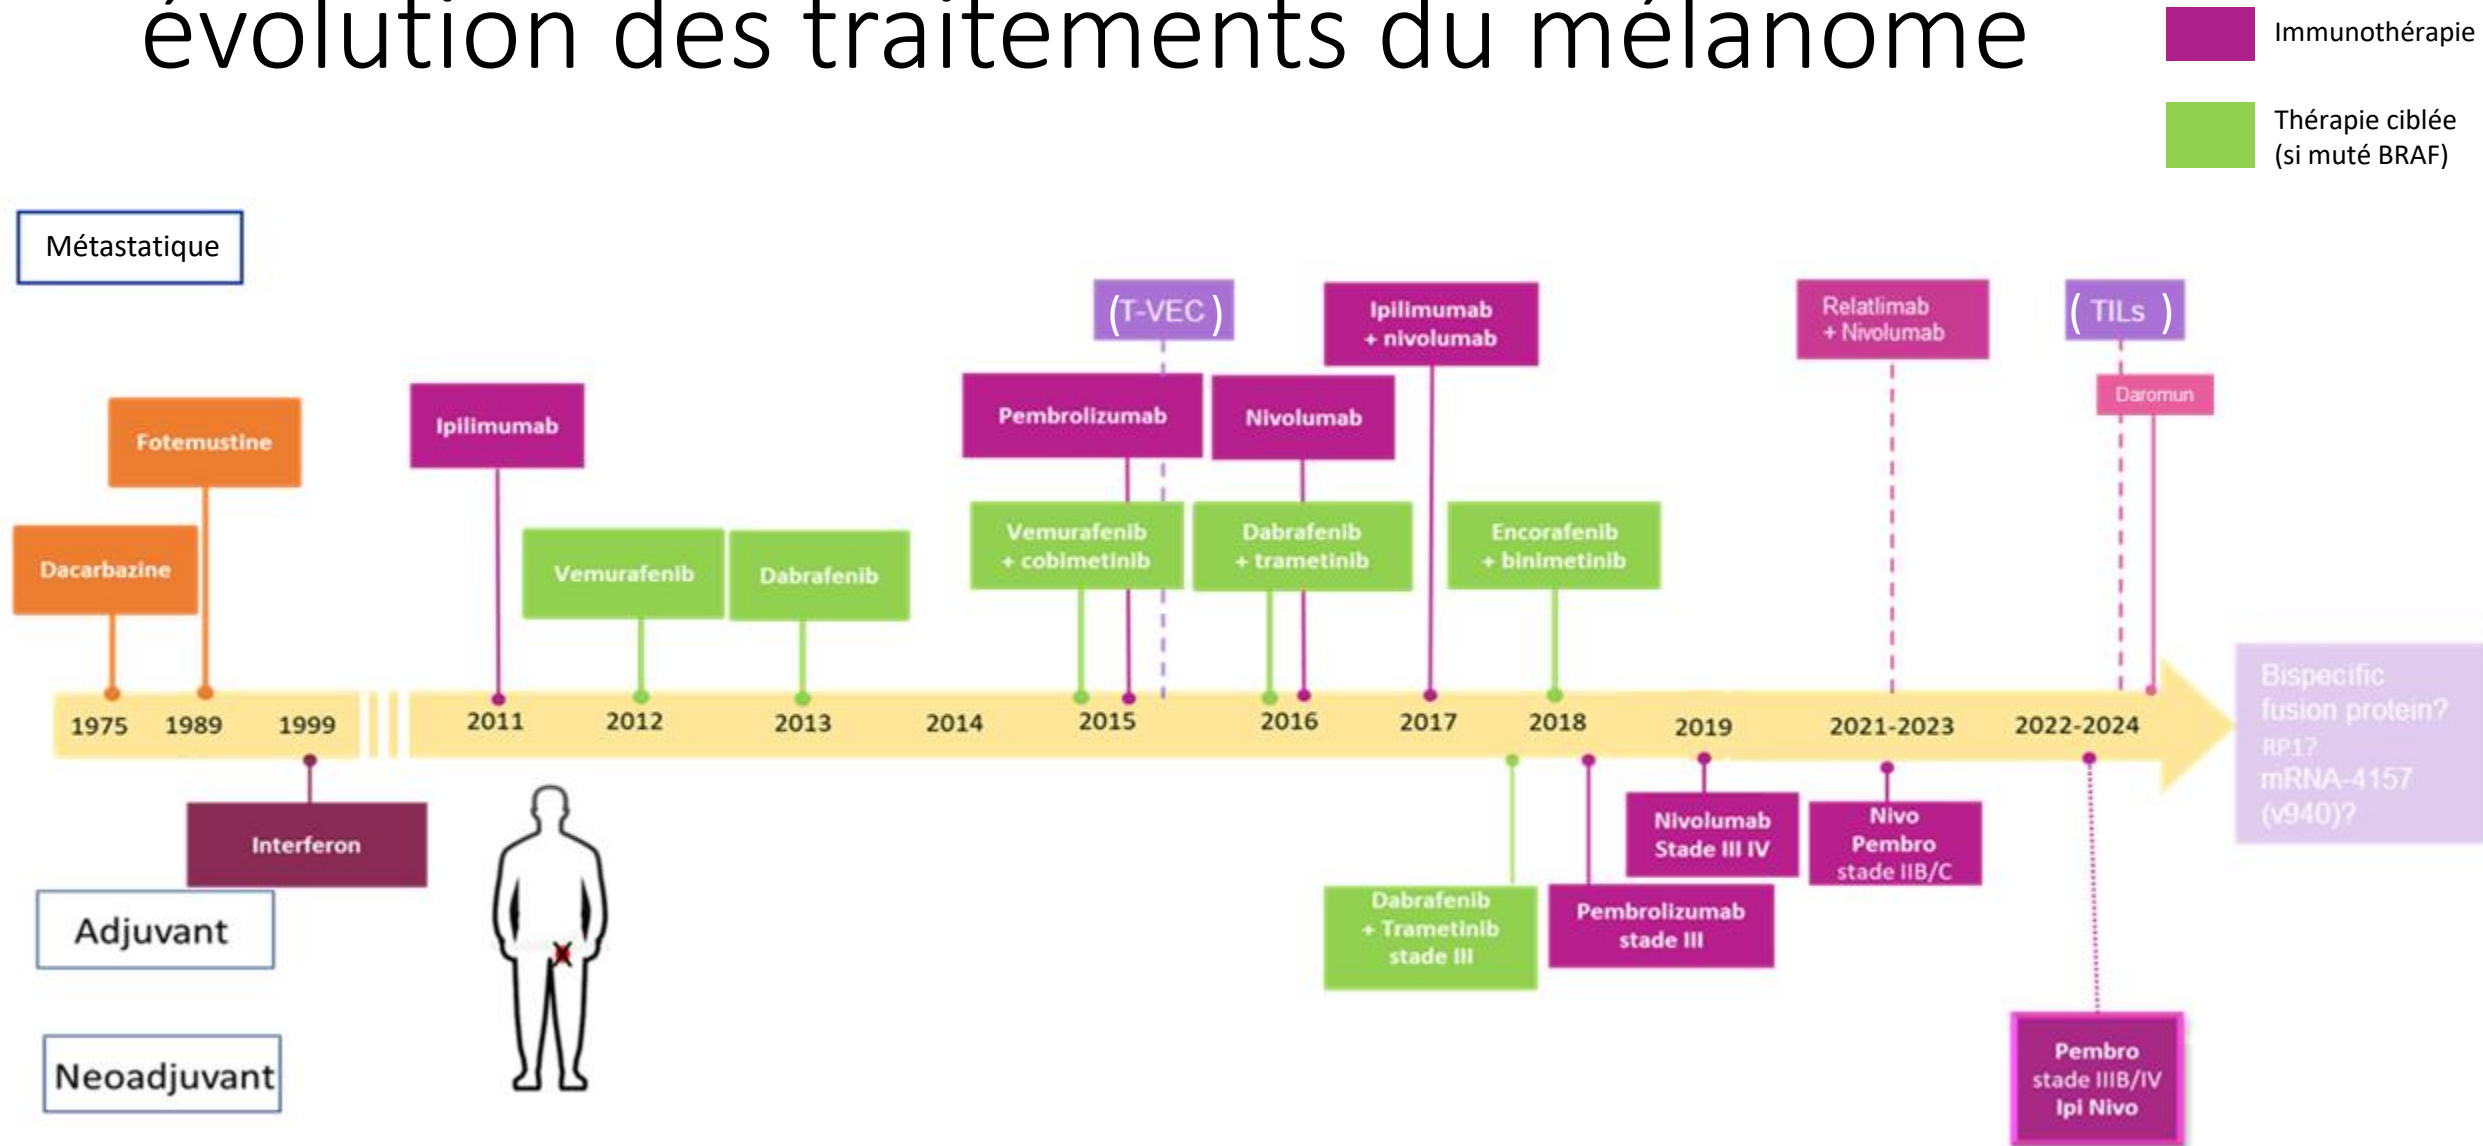 évolution des traitements du mélanome
Immunothérapie
Thérapie ciblée
(si muté BRAF)
Métastatique
(T-VEC)
Ipilimumab
+ nivolumab
Relatlimab
+ Nivolumab
( TILs )
Daromun
Fotemustine
Ipilimumab
Pembrolizumab
Nivolumab
Dacarbazine
Vemurafenib
Dabrafenib
Vemurafenib
+ cobimetinib
Dabrafenib
+ trametinib
Encorafenib
+ binimetinib
1975
1989
1999
2011
2012
2013
2014
2015
2016
2017
2018
2019
2021-2023
2022-2024
Bispecific
fusion protein?
RP1?
mRNA-4157
(v940)?
Interferon
Adjuvant
Dabrafenib
+ Trametinib
stade III
Pembrolizumab
stade III
Nivolumab
Stade III IV
Nivo
Pembro
stade IIB/C
Neoadjuvant
Pembro
stade IIIB/IV
Ipi Nivo